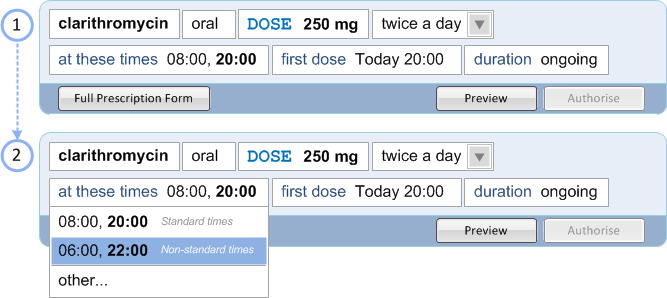 1
clarithromycin oral DOSE 250 mg twice a day
at these times 08:00, 20:00 first dose Today 20:00 duration ongoing
Full Prescription Form Preview Authorise
2
clarithromycin oral DOSE 250 mg twice a day
at these times 08:00, 20:00 first dose Today 20:00 duration ongoing
08:00, 20:00 Standard times
Preview Authorise
06:00, 22:00 Non-standard times
other...